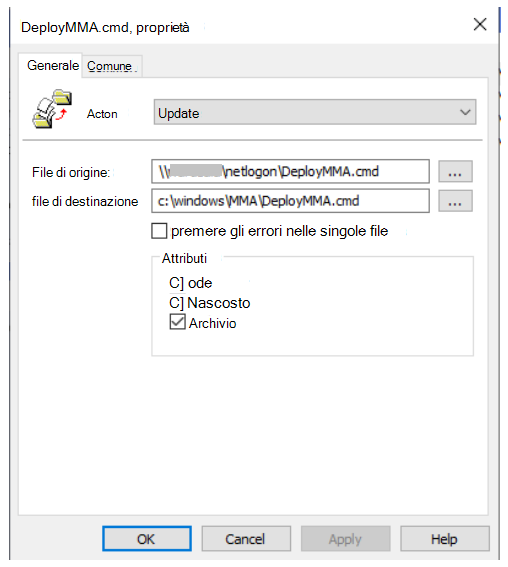 DeployMMA.cmd, proprietà
Generale Comune
Acton Update
File di origine: \\ \netlogon\DeployMMA.cmd ...
file di destinazione c:\windows\MMA\DeployMMA.cmd ...
premere gli errori nelle singole file
Attributi
C] ode
C] Nascosto
Archivio
OK Cancel Apply Help